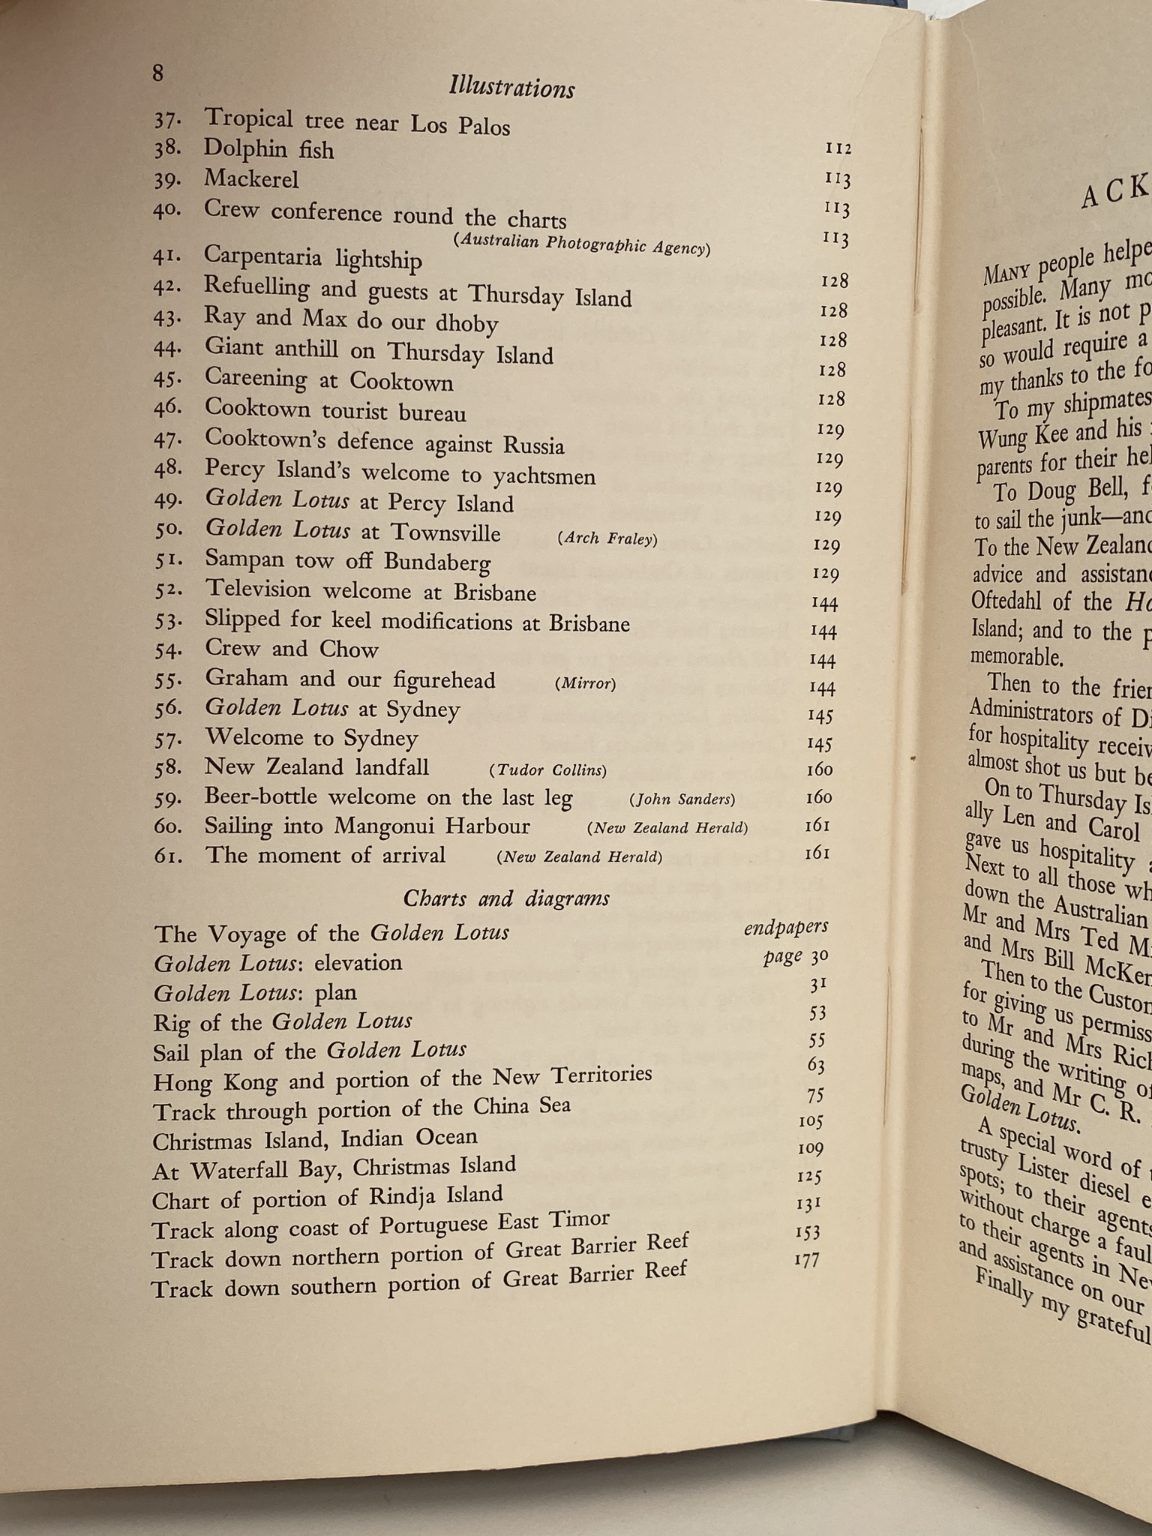 8
Illustrations
37. Tropical tree near Los Palos 112
38. Dolphin fish 113
39. Mackerel 113
40. Crew conference round the charts
(Australian Photographic Agency) 113
41. Carpentaria lightship 128
42. Refuelling and guests at Thursday Island 128
43. Ray and Max do our dhoby 128
44. Giant anthill on Thursday Island 128
45. Careening at Cooktown 128
46. Cooktown tourist bureau 129
47. Cooktown's defence against Russia 129
48. Percy Island's welcome to yachtsmen 129
49. Golden Lotus at Percy Island 129
50. Golden Lotus at Townsville (Arch Fraley) 129
51. Sampan tow off Bundaberg 129
52. Television welcome at Brisbane 144
53. Slipped for keel modifications at Brisbane 144
54. Crew and Chow 144
55. Graham and our figurehead (Mirror) 144
56. Golden Lotus at Sydney 145
57. Welcome to Sydney 145
58. New Zealand landfall (Tudor Collins) 160
59. Beer-bottle welcome on the last leg (John Sanders) 160
60. Sailing into Mangonui Harbour (New Zealand Herald) 161
61. The moment of arrival (New Zealand Herald) 161
Charts and diagrams
The Voyage of the Golden Lotus endpapers
Golden Lotus: elevation page 30
Golden Lotus: plan 31
Rig of the Golden Lotus 53
Sail plan of the Golden Lotus 55
Hong Kong and portion of the New Territories 63
Track through portion of the China Sea 75
Christmas Island, Indian Ocean 105
At Waterfall Bay, Christmas Island 109
Chart of portion of Rindja Island 125
Track along coast of Portuguese East Timor 131
Track down northern portion of Great Barrier Reef 153
Track down southern portion of Great Barrier Reef 177
ACK
MANY people helpe
possible. Many mo
pleasant. It is not p
so would require a
my thanks to the fo
To my shipmates
Wung Kee and his
parents for their hel
To Doug Bell, f
to sail the junk—and
To the New Zealand
advice and assistanc
Oftedahl of the Ho
Island; and to the p
memorable.
Then to the frien
Administrators of Di
for hospitality receiv
almost shot us but be
On to Thursday Is
ally Len and Carol
gave us hospitality a
Next to all those wh
down the Australian
Mr and Mrs Ted M
and Mrs Bill McKen
Then to the Custom
for giving us permiss
to Mr and Mrs Rich
during the writing of
maps, and Mr C. R.
Golden Lotus.
A special word of t
trusty Lister diesel e
spots; to their agents
without charge a faul
to their agents in Ne
and assistance on our
Finally my grateful